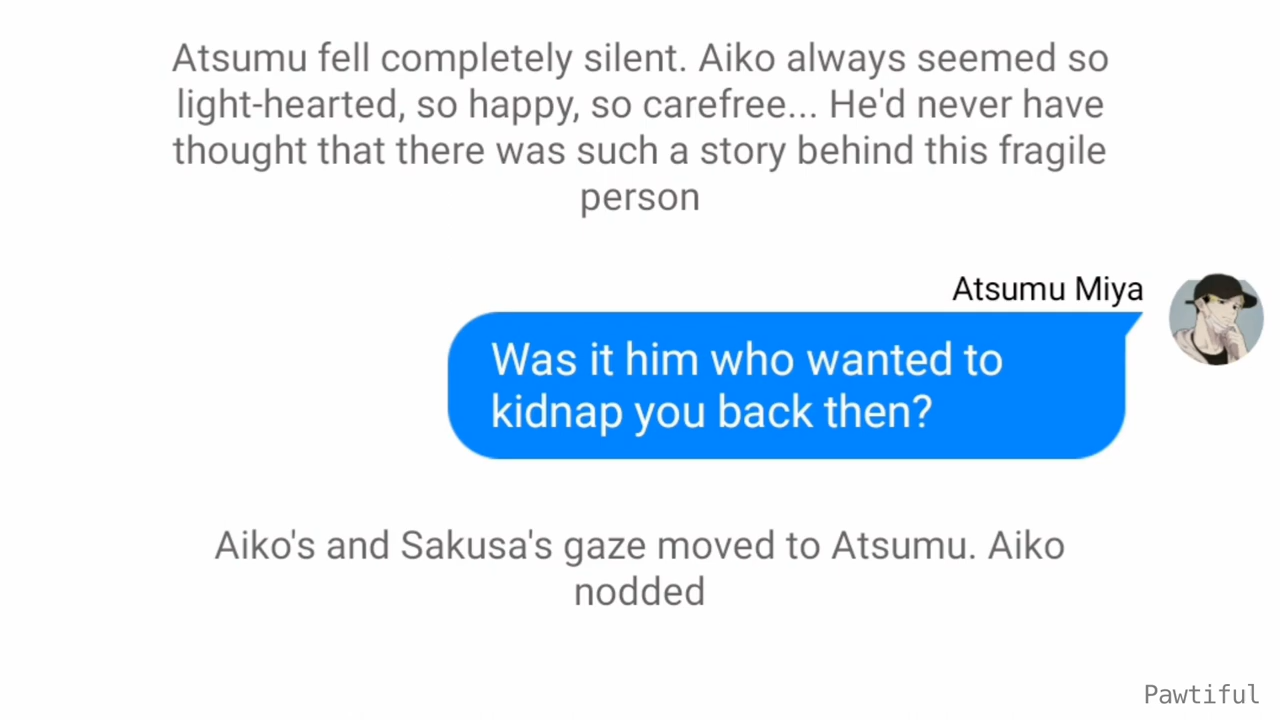 Atsumu fell completely silent. Aiko always seemed so
light-hearted, so happy, so carefree... He'd never have
thought that there was such a story behind this fragile
person
Atsumu Miya
Was it him who wanted to
kidnap you back then?
Aiko's and Sakusa's gaze moved to Atsumu. Aiko
nodded
Pawtiful